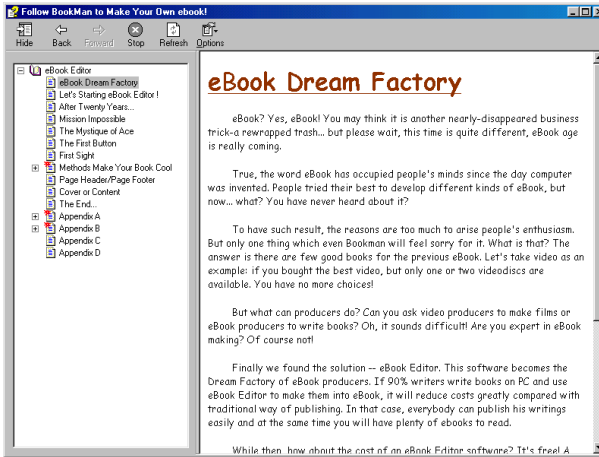 Follow BookMan to Make Your Own ebook!
Hide Back Forward Stop Refresh Options
eBook Editor
eBook Dream Factory
Let's Starting eBook Editor !
After Twenty Years...
Mission Impossible
The Mystique of Ace
The First Button
First Sight
Methods Make Your Book Cool
Page Header/Page Footer
Cover or Content
The End...
Appendix A
Appendix B
Appendix C
Appendix D
eBook Dream Factory
eBook? Yes, eBook! You may think it is another nearly-disappeared business
trick-a rewrapped trash... but please wait, this time is quite different, eBook age
is really coming.
True, the word eBook has occupied people's minds since the day computer
was invented. People tried their best to develop different kinds of eBook, but
now... what? You have never heard about it?
To have such result, the reasons are too much to arise people's enthusiasm.
But only one thing which even Bookman will feel sorry for it. What is that? The
answer is there are few good books for the previous eBook. Let's take video as an
example: if you bought the best video, but only one or two videodiscs are
available. You have no more choices!
But what can producers do? Can you ask video producers to make films or
eBook producers to write books? Oh, it sounds difficult! Are you expert in eBook
making? Of course not!
Finally we found the solution -- eBook Editor. This software becomes the
Dream Factory of eBook producers. If 90% writers write books on PC and use
eBook Editor to make them into eBook, it will reduce costs greatly compared with
traditional way of publishing. In that case, everybody can publish his writings
easily and at the same time you will have plenty of ebooks to read.
While then, how about the cost of an eBook Editor software? It's free! A